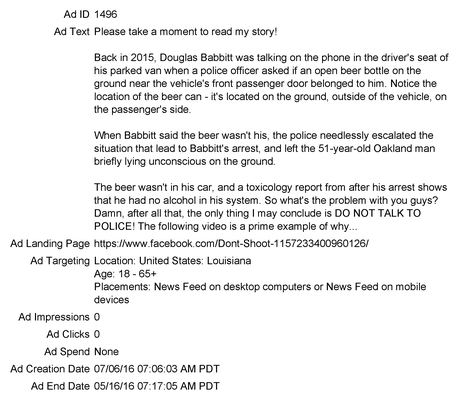 Ad ID 1496
Ad Text Please take a moment to read my story!
Back in 2015, Douglas Babbitt was talking on the phone in the driver's seat of
his parked van when a police officer asked if an open beer bottle on the
ground near the vehicle's front passenger door belonged to him. Notice the
location of the beer can - it's located on the ground, outside of the vehicle, on
the passenger's side.
When Babbitt said the beer wasn't his, the police needlessly escalated the
situation that lead to Babbitt's arrest, and left the 51-year-old Oakland man
briefly lying unconscious on the ground.
The beer wasn't in his car, and a toxicology report from after his arrest shows
that he had no alcohol in his system. So what's the problem with you guys?
Damn, after all that, the only thing I may conclude is DO NOT TALK TO
POLICE! The following video is a prime example of why...
Ad Landing Page https://www.facebook.com/Dont-Shoot-1157233400960126/
Ad Targeting Location: United States: Louisiana
Age: 18 - 65+
Placements: News Feed on desktop computers or News Feed on mobile
devices
Ad Impressions 0
Ad Clicks 0
Ad Spend None
Ad Creation Date 07/06/16 07:06:03 AM PDT
Ad End Date 05/16/16 07:17:05 AM PDT